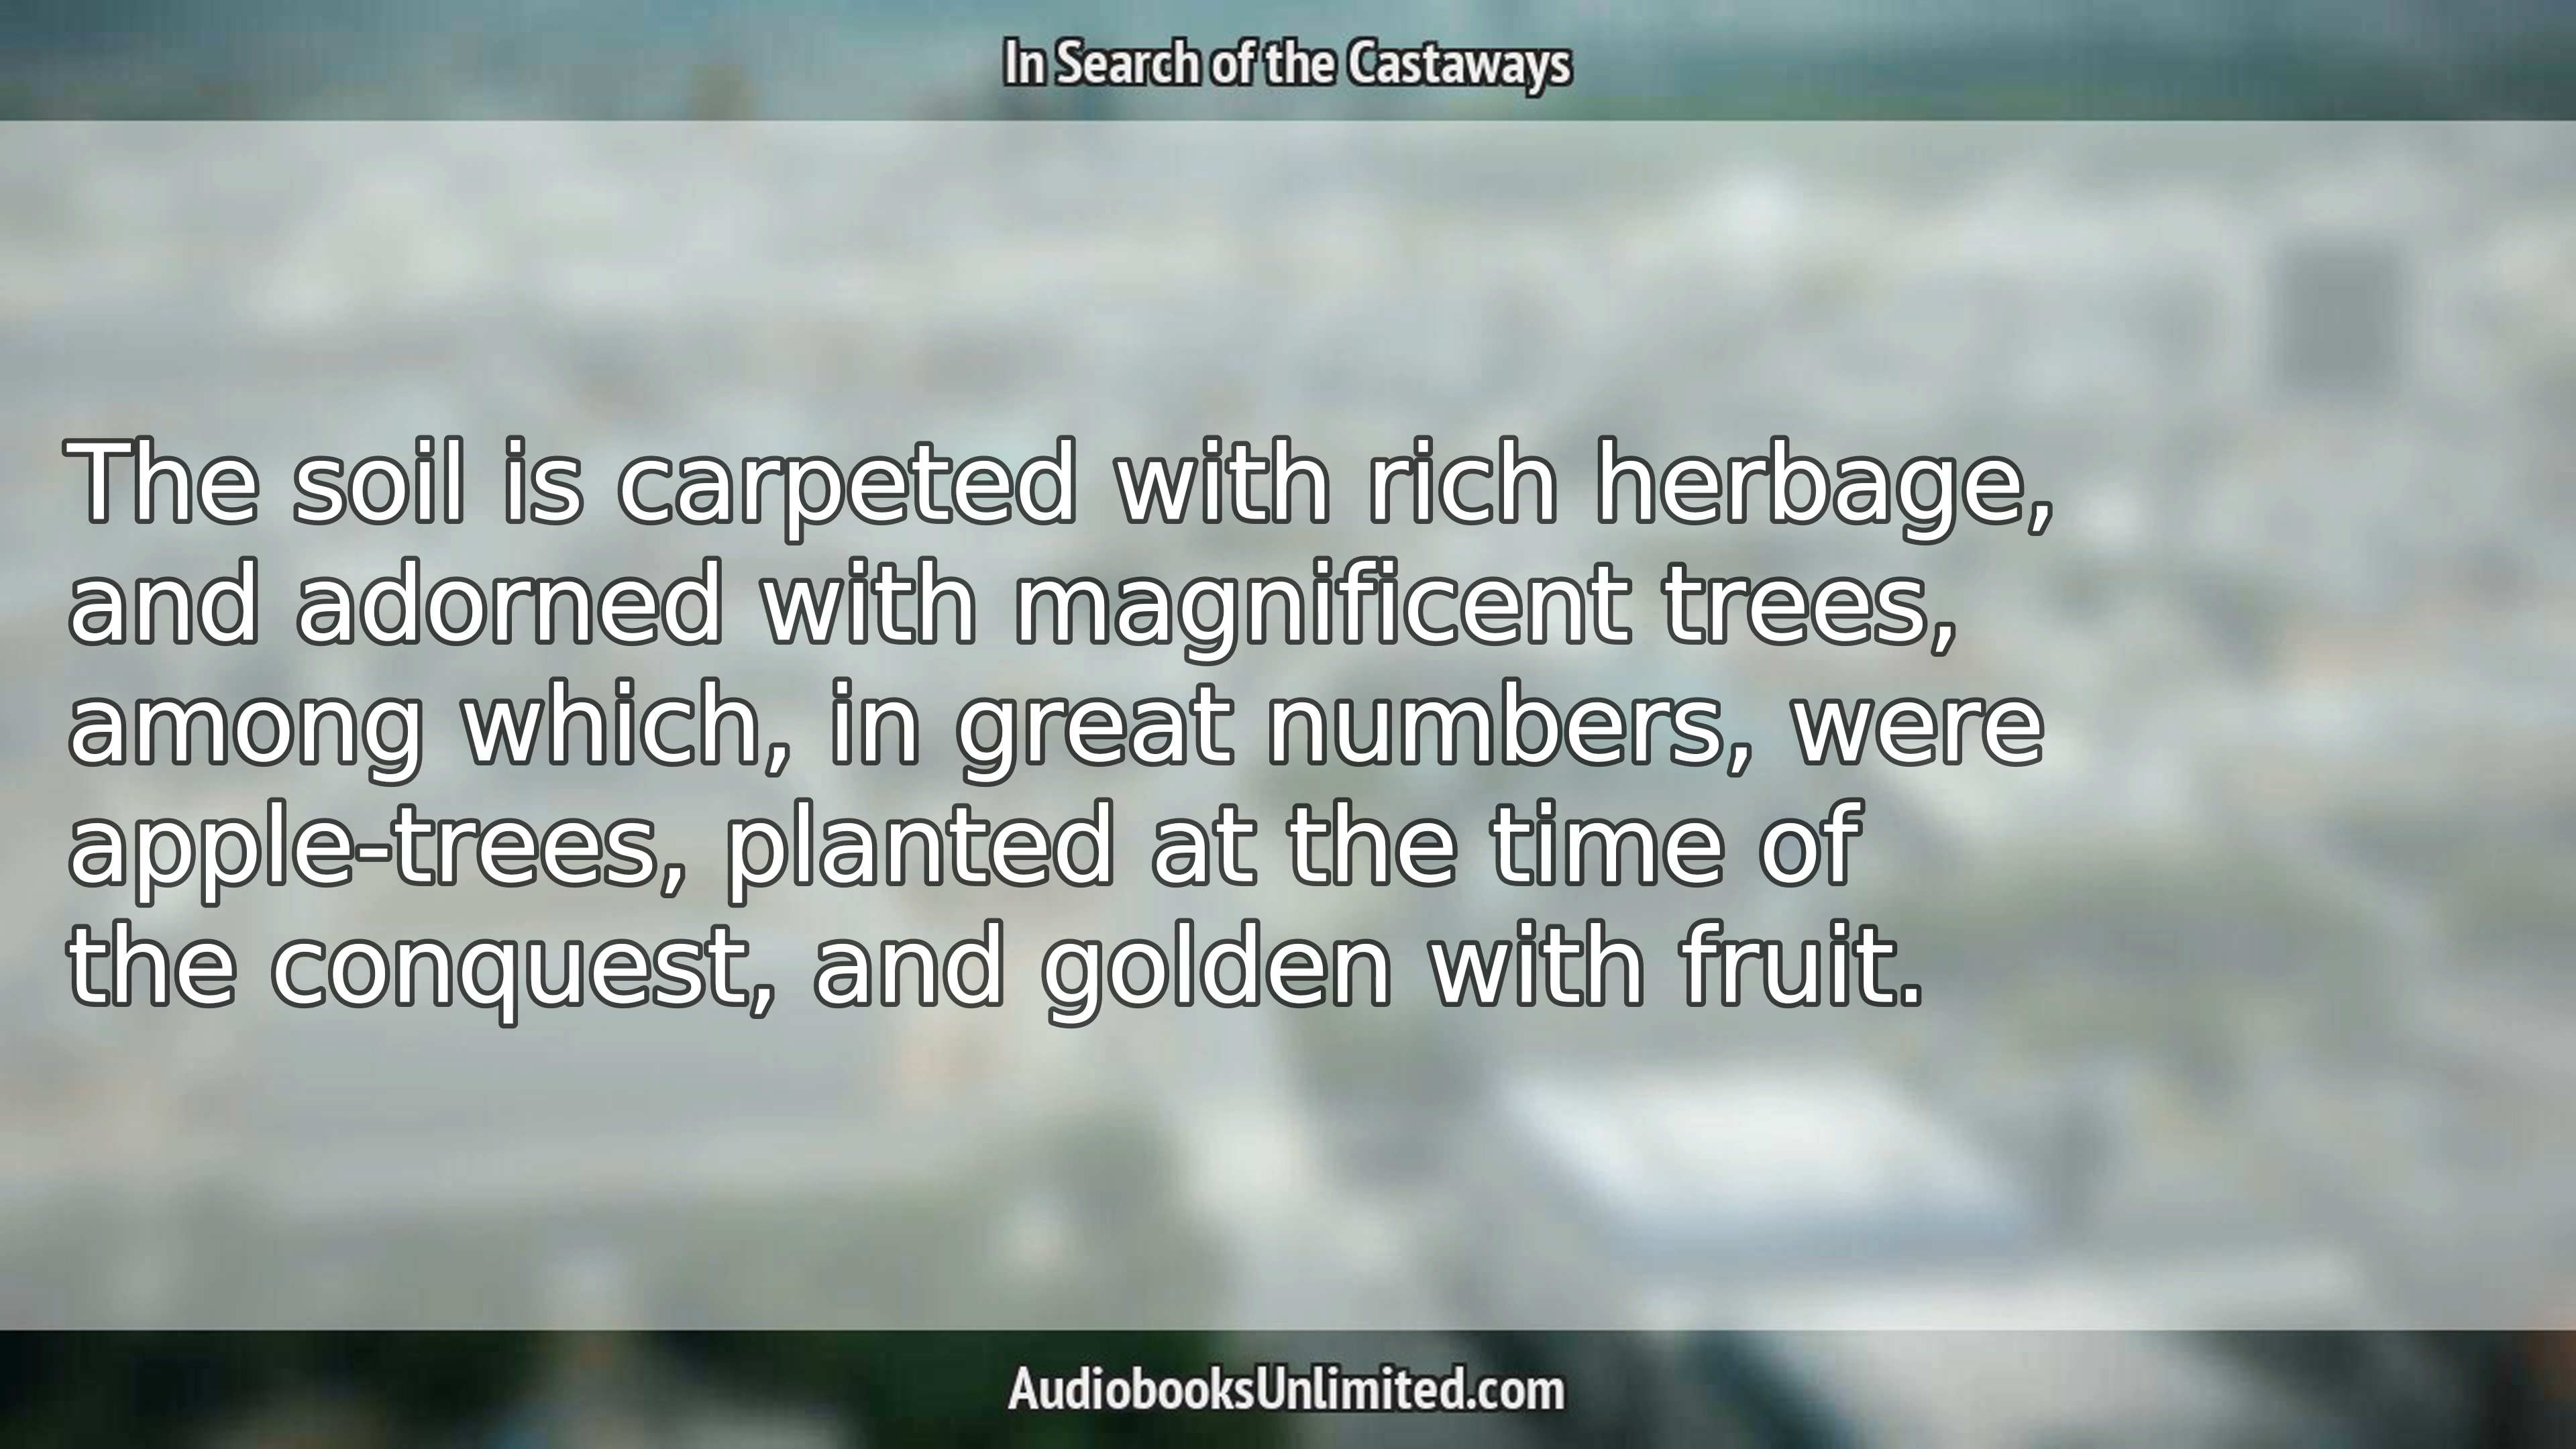 In Search of the Castaways
The soil is carpeted with rich herbage,
and adorned with magnificent trees,
among which, in great numbers, were
apple-trees, planted at the time of
the conquest, and golden with fruit.
AudiobooksUnlimited.com